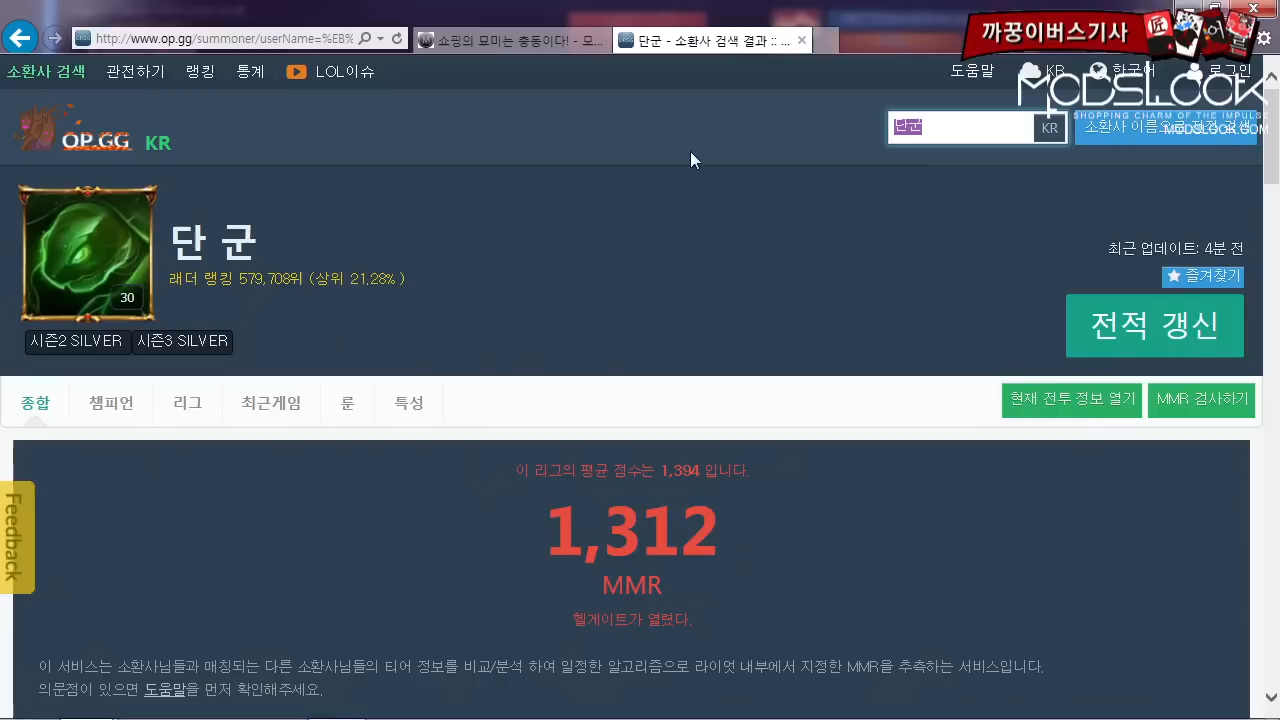 http://www.op.gg/summoner/userName=%EB%
쇼핑의 묘미는 충동이다! - 모...
단군 - 소환사 검색 결과 :: ...
까꿍이버스기사
소환사 검색 관전하기 랭킹 통계 LOL이슈
도움말 KR 한국어 로그인
MODSLOOK
SHOPPING CHARM OF THE IMPULSE
MODSLOOK.COM
OP.GG KR
단군 KR
소환사 이름으로 전적 검색
단 군
래더 랭킹 579,708위 (상위 21.28% )
30
시즌2 SILVER 시즌3 SILVER
최근 업데이트: 4분 전
즐겨찾기
전적 갱신
종합 챔피언 리그 최근게임 룬 특성
현재 전투 정보 열기 MMR 검사하기
Feedback
이 리그의 평균 점수는 1,394 입니다.
1,312
MMR
헬게이트가 열렸다.
이 서비스는 소환사님들과 매칭되는 다른 소환사님들의 티어 정보를 비교/분석 하여 일정한 알고리즘으로 라이엇 내부에서 지정한 MMR을 추측하는 서비스입니다.
의문점이 있으면 도움말을 먼저 확인해주세요.